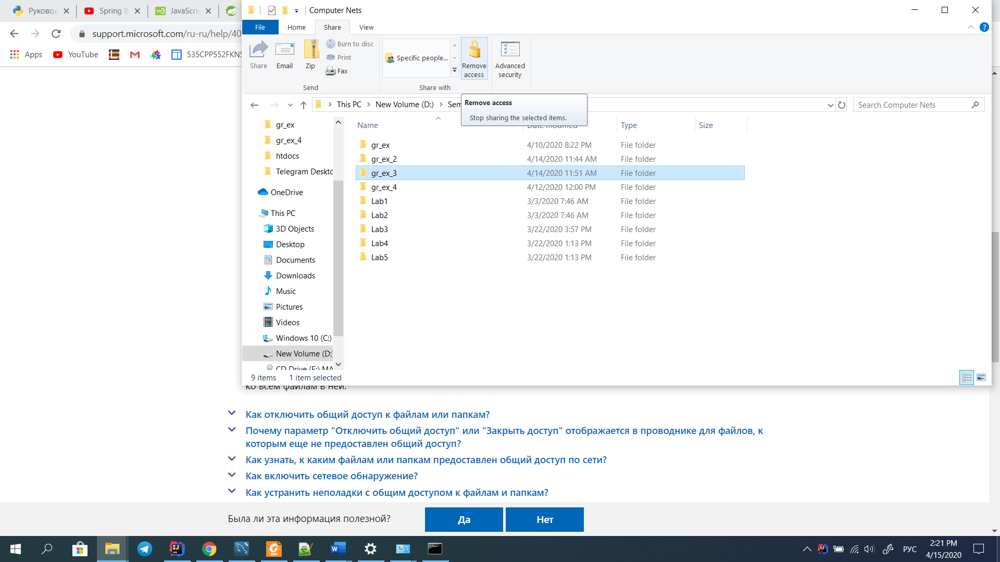 Руковод
Spring B
JavaScrip
Computer Nets
File
Home
Share
View
support.microsoft.com/ru-ru/help/40
Apps
YouTube
535CPP552FKN5
Share
Email
Zip
Burn to disc
Print
Fax
Send
Specific people...
Share with
Remove access
Advanced security
This PC
New Volume (D:)
Sem
Search Computer Nets
Remove access
Stop sharing the selected items.
Name
Date modified
Type
Size
gr_ex
gr_ex_4
htdocs
Telegram Deskto
OneDrive
This PC
3D Objects
Desktop
Documents
Downloads
Music
Pictures
Videos
Windows 10 (C:)
New Volume (D:)
CD Drive (F:) MA
gr_ex 4/10/2020 8:22 PM File folder
gr_ex_2 4/14/2020 11:44 AM File folder
gr_ex_3 4/14/2020 11:51 AM File folder
gr_ex_4 4/12/2020 12:00 PM File folder
Lab1 3/3/2020 7:46 AM File folder
Lab2 3/3/2020 7:46 AM File folder
Lab3 3/22/2020 3:57 PM File folder
Lab4 3/22/2020 1:13 PM File folder
Lab5 3/22/2020 1:13 PM File folder
9 items 1 item selected
ко всем файлам в ней.
Как отключить общий доступ к файлам или папкам?
Почему параметр "Отключить общий доступ" или "Закрыть доступ" отображается в проводнике для файлов, к
которым еще не предоставлен общий доступ?
Как узнать, к каким файлам или папкам предоставлен общий доступ по сети?
Как включить сетевое обнаружение?
Как устранить неполадки с общим доступом к файлам и папкам?
Была ли эта информация полезной?
Да
Нет
РУС
2:21 PM
4/15/2020